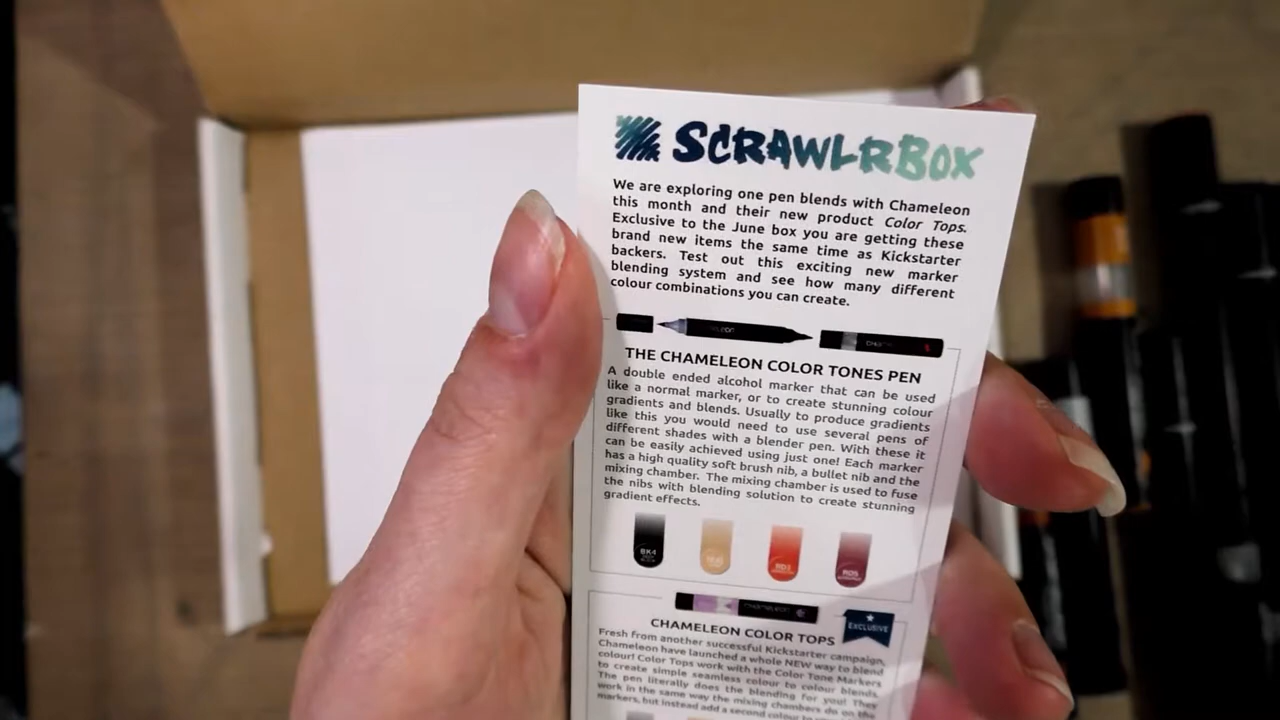 SCRAWLRBOX
We are exploring one pen blends with Chameleon
this month and their new product Color Tops.
Exclusive to the June box you are getting these
brand new items the same time as Kickstarter
backers. Test out this exciting new marker
blending system and see how many different
colour combinations you can create.
THE CHAMELEON COLOR TONES PEN
A double ended alcohol marker that can be used
like a normal marker, or to create stunning colour
gradients and blends. Usually to produce gradients
like this you would need to use several pens of
different shades with a blender pen. With these it
can be easily achieved using just one! Each marker
has a high quality soft brush nib, a bullet nib and the
mixing chamber. The mixing chamber is used to fuse
the nibs with blending solution to create stunning
gradient effects.
BK4
RD3
RD5
CHAMELEON
EXCLUSIVE
CHAMELEON COLOR TOPS
Fresh from another successful Kickstarter campaign,
Chameleon have launched a whole NEW way to blend
colour! Color Tops work with the Color Tone Markers
to create simple seamless colour to colour blends.
The pen literally does the blending for you! They
work in the same way the mixing chambers do on the
markers, but instead add a second colour to